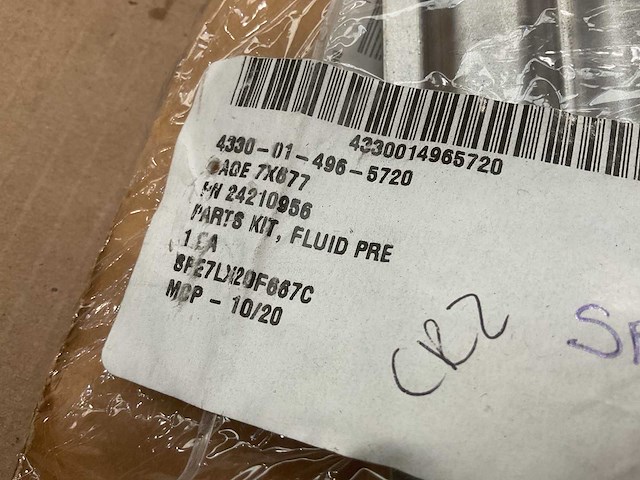 4330014965720
4330-01-496-5720
CAGE 7X677
PN 24210956
PARTS KIT, FLUID PRE
1 EA
SPE7LX20F667C
MCP - 10/20
CRZ